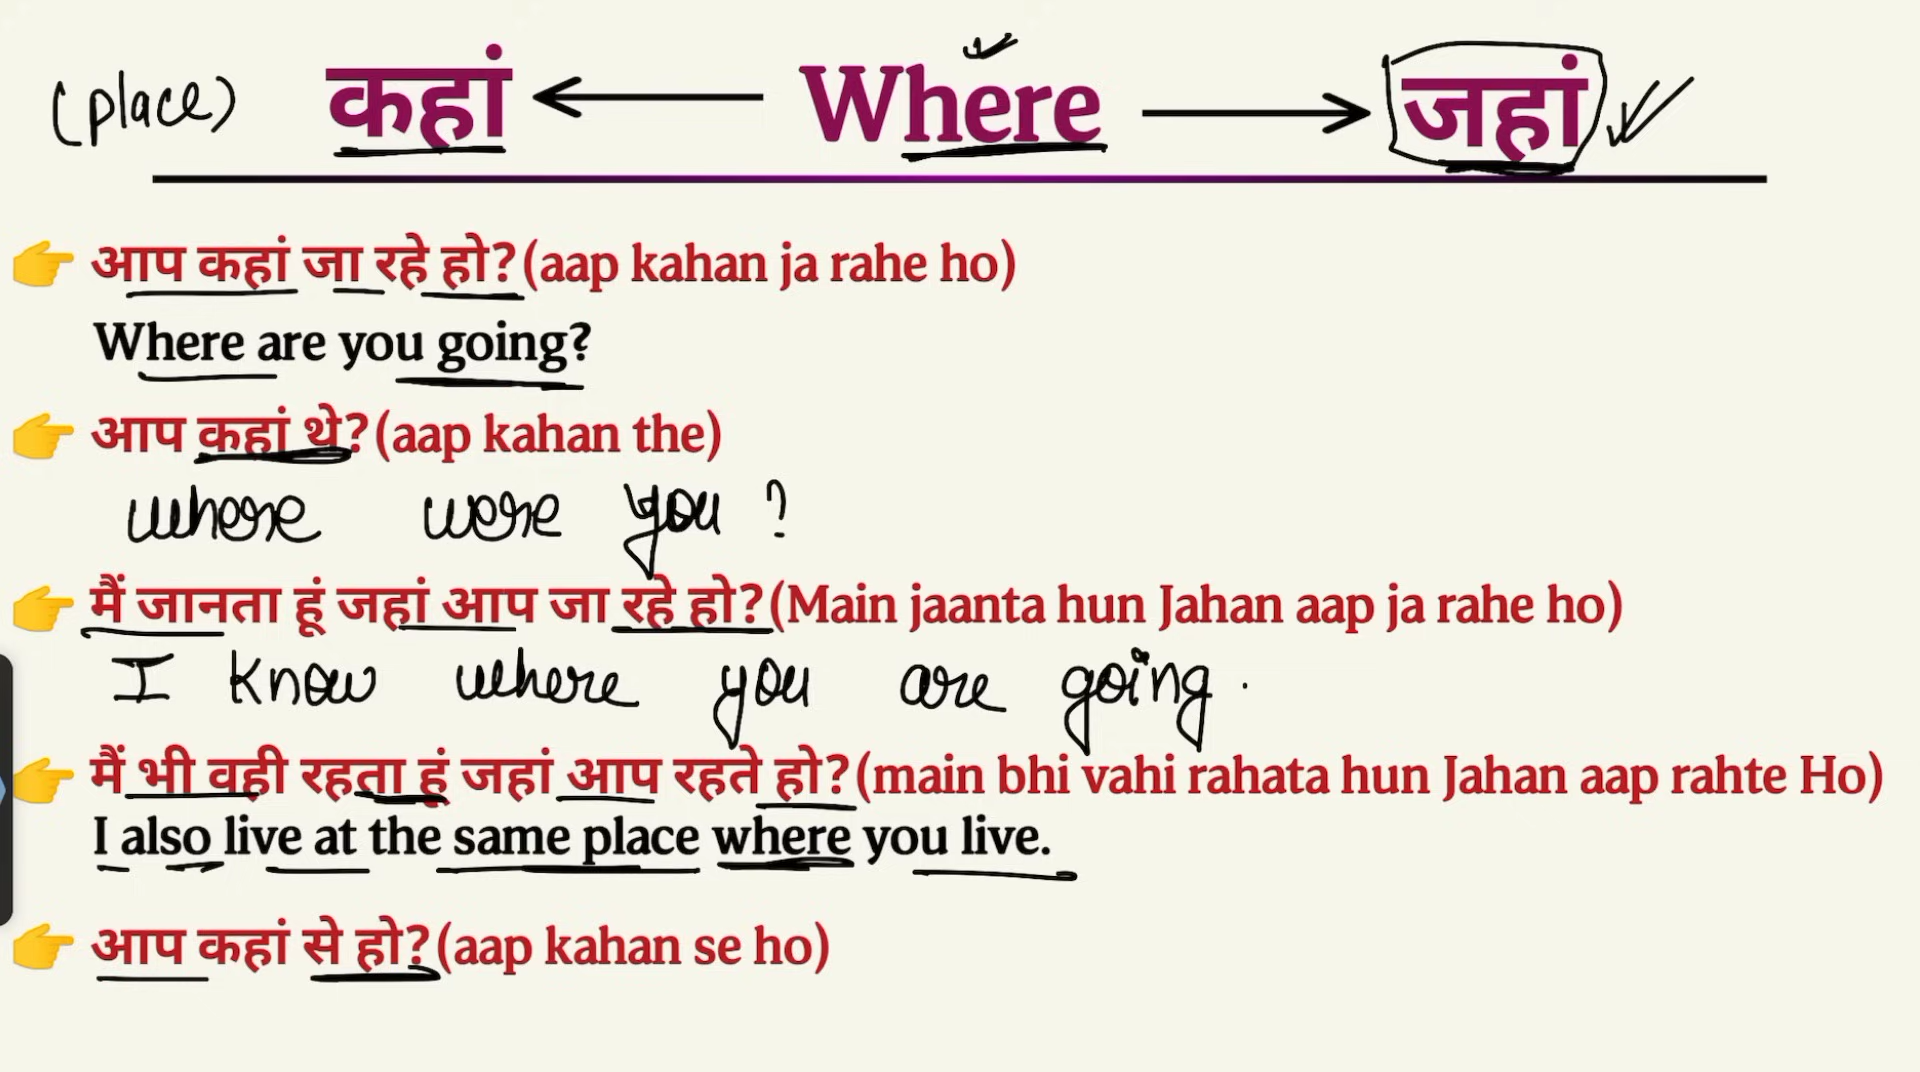 (place) कहां Where जहां
👉 आप कहां जा रहे हो?(aap kahan ja rahe ho)
Where are you going?
👉 आप कहां थे?(aap kahan the)
where were you ?
👉 मैं जानता हूं जहां आप जा रहे हो?(Main jaanta hun Jahan aap ja rahe ho)
I know where you are going .
👉 मैं भी वही रहता हूं जहां आप रहते हो?(main bhi vahi rahata hun Jahan aap rahte Ho)
I also live at the same place where you live.
👉 आप कहां से हो?(aap kahan se ho)